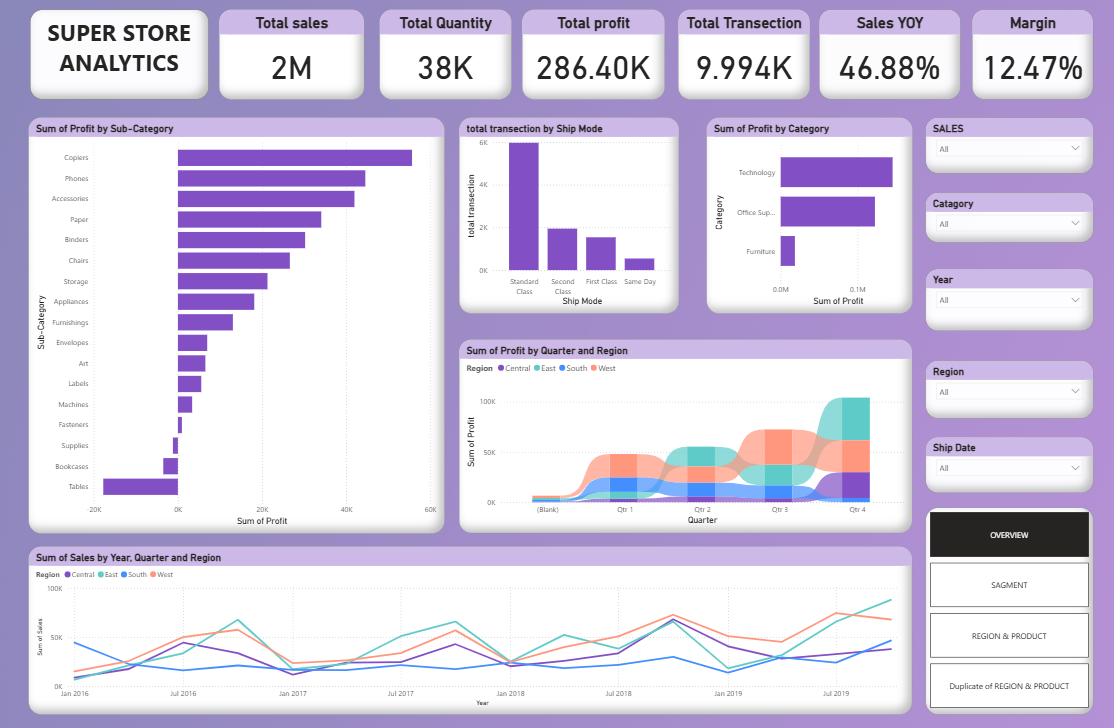 SUPER STORE
ANALYTICS
Total sales
2M
Total Quantity
38K
Total profit
286.40K
Total Transection
9.994K
Sales YOY
46.88%
Margin
12.47%
Sum of Profit by Sub-Category
Sub-Category
Copiers
Phones
Accessories
Paper
Binders
Chairs
Storage
Appliances
Furnishings
Envelopes
Art
Labels
Machines
Fasteners
Supplies
Bookcases
Tables
-20K 0K 20K 40K 60K
Sum of Profit
total transection by Ship Mode
total transection
6K
4K
2K
0K
Standard Class
Second Class
First Class
Same Day
Ship Mode
Sum of Profit by Category
Category
Technology
Office Sup...
Furniture
0.0M 0.1M
Sum of Profit
Sum of Profit by Quarter and Region
Region Central East South West
Sum of Profit
100K
50K
0K
(Blank) Qtr 1 Qtr 2 Qtr 3 Qtr 4
Quarter
Sum of Sales by Year, Quarter and Region
Region Central East South West
Sum of Sales
100K
50K
0K
Jan 2016 Jul 2016 Jan 2017 Jul 2017 Jan 2018 Jul 2018 Jan 2019 Jul 2019
Year
SALES
All
Catagory
All
Year
All
Region
All
Ship Date
All
OVERVIEW
SAGMENT
REGION & PRODUCT
Duplicate of REGION & PRODUCT